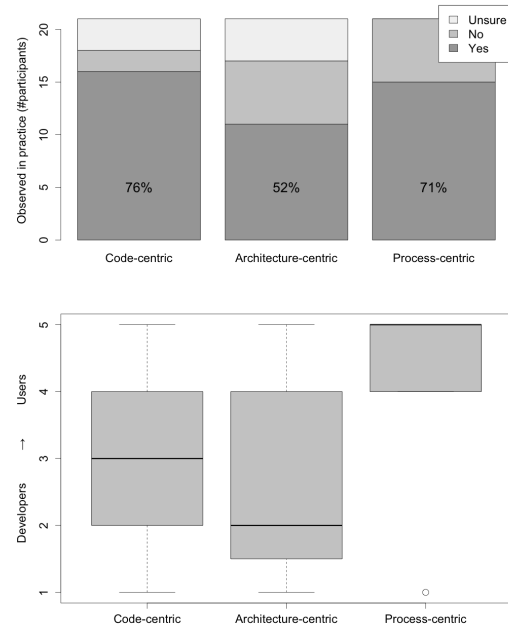 Observed in practice (#participants)
20
15
10
5
0
Unsure
No
Yes
76%
52%
71%
Code-centric
Architecture-centric
Process-centric
Developers → Users
5
4
3
2
1
Code-centric
Architecture-centric
Process-centric